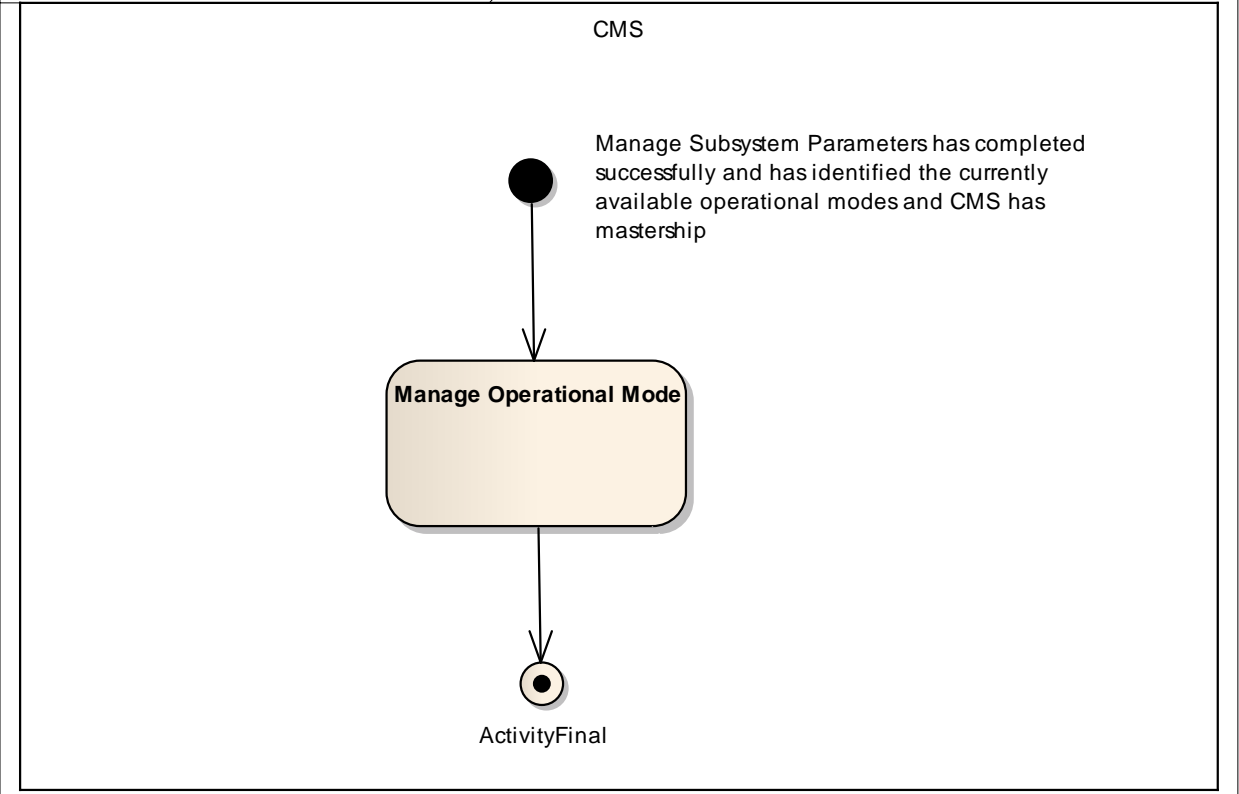 CMS
Manage Subsystem Parameters has completed
successfully and has identified the currently
available operational modes and CMS has
mastership
Manage Operational Mode
ActivityFinal